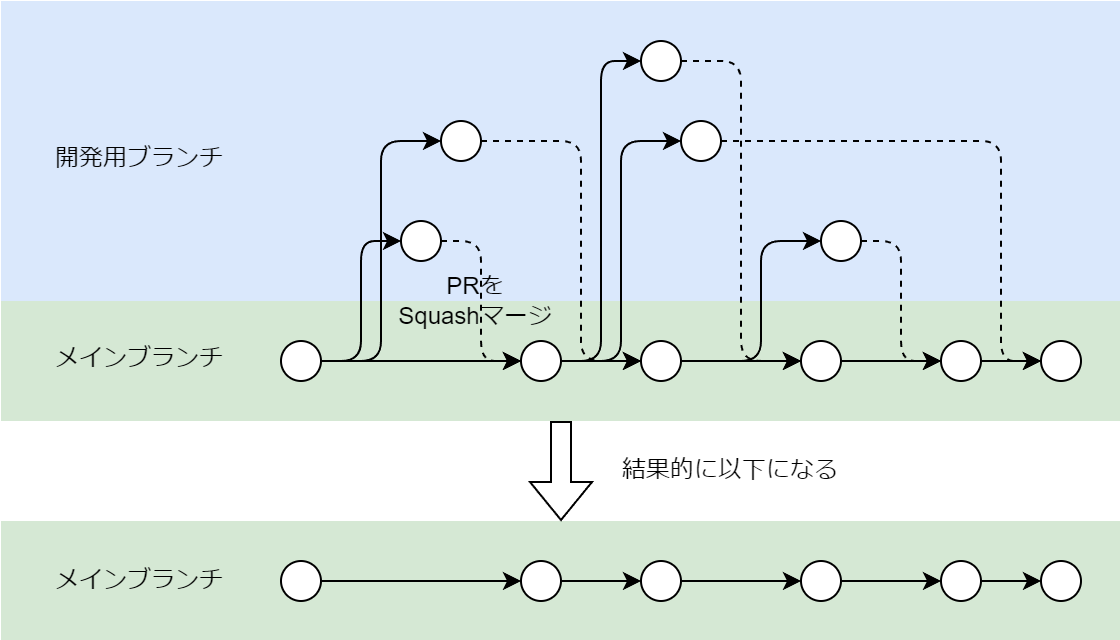 開発用ブランチ
PRを
Squashマージ
メインブランチ
結果的に以下になる
メインブランチ